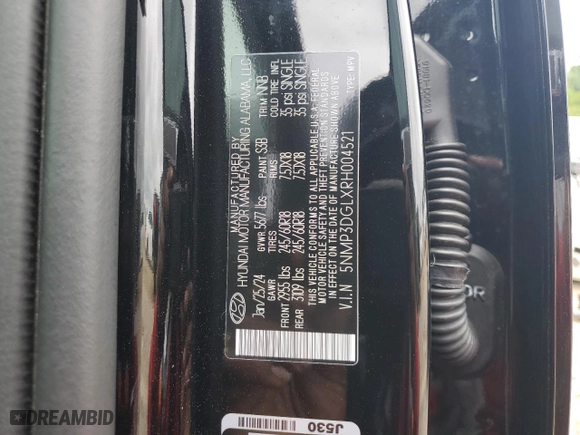 MANUFACTURED BY
HYUNDAI MOTOR MANUFACTURING ALABAMA, LLC
Jan/25/24 GVWR 5677 lbs PAINT S3B TRIM NNB
GAWR TIRES RIMS COLD TIRE INFL
FRONT 2955 lbs 245/60R18 7.5JX18 35 psi SINGLE
REAR 3109 lbs 245/60R18 7.5JX18 35 psi SINGLE
THIS VEHICLE CONFORMS TO ALL APPLICABLE U.S.A. FEDERAL
MOTOR VEHICLE SAFETY AND THEFT PREVENTION STANDARDS
IN EFFECT ON THE DATE OF MANUFACTURE SHOWN ABOVE
V.I.N 5NMP3DGLXRH004521 TYPE: MPV
J530
DREAMBID